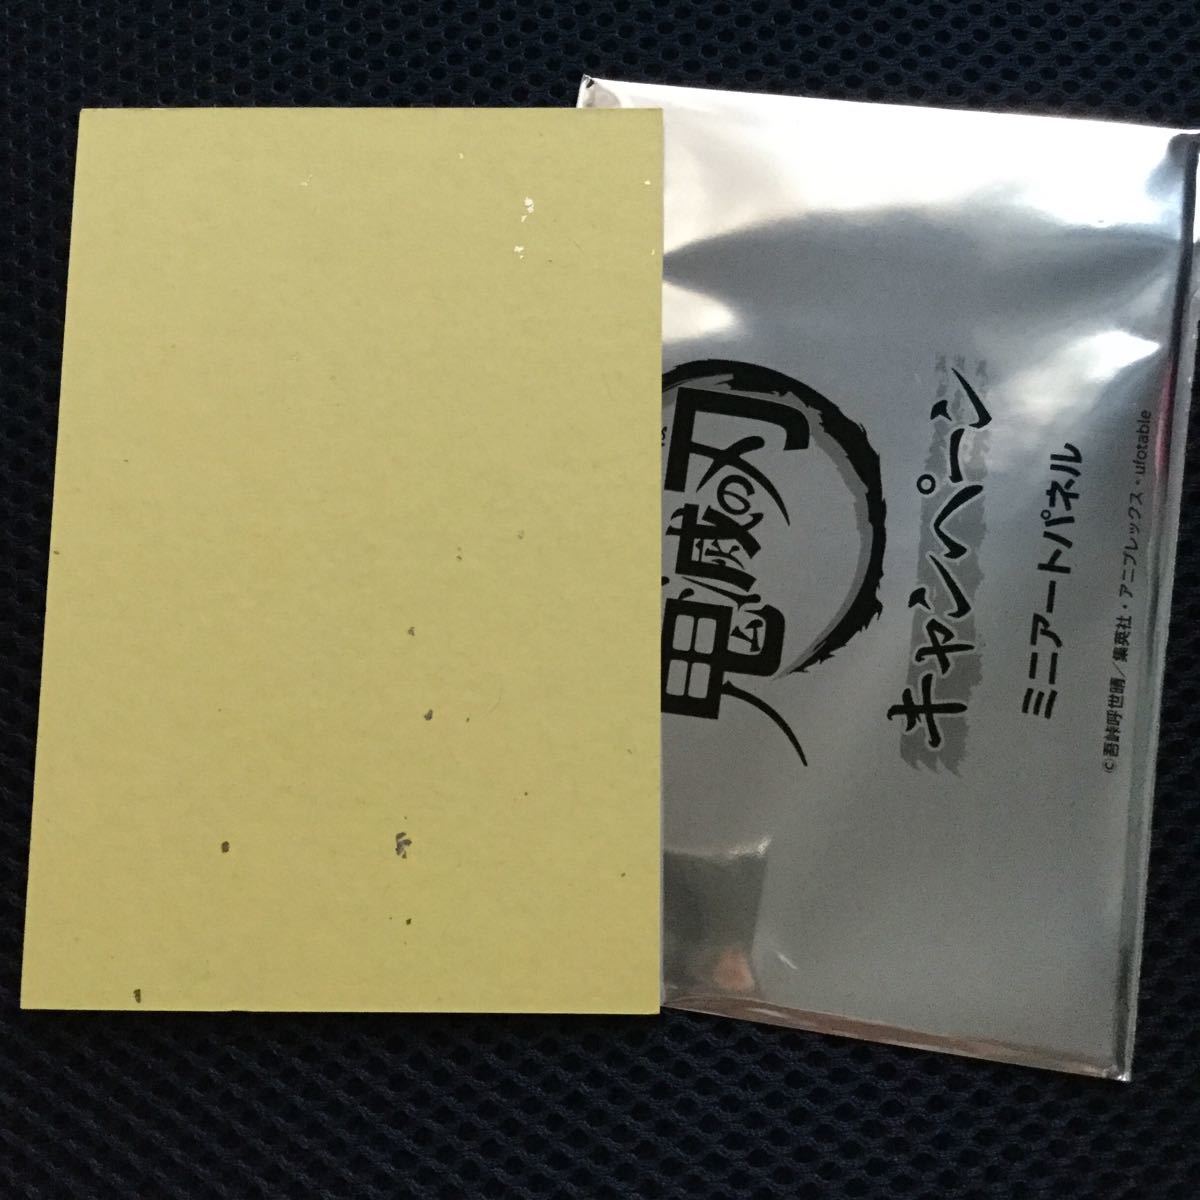 鬼滅の刃
キャンペーン
ミニアートパネル
©吾峠呼世晴／集英社・アニプレックス・ufotable